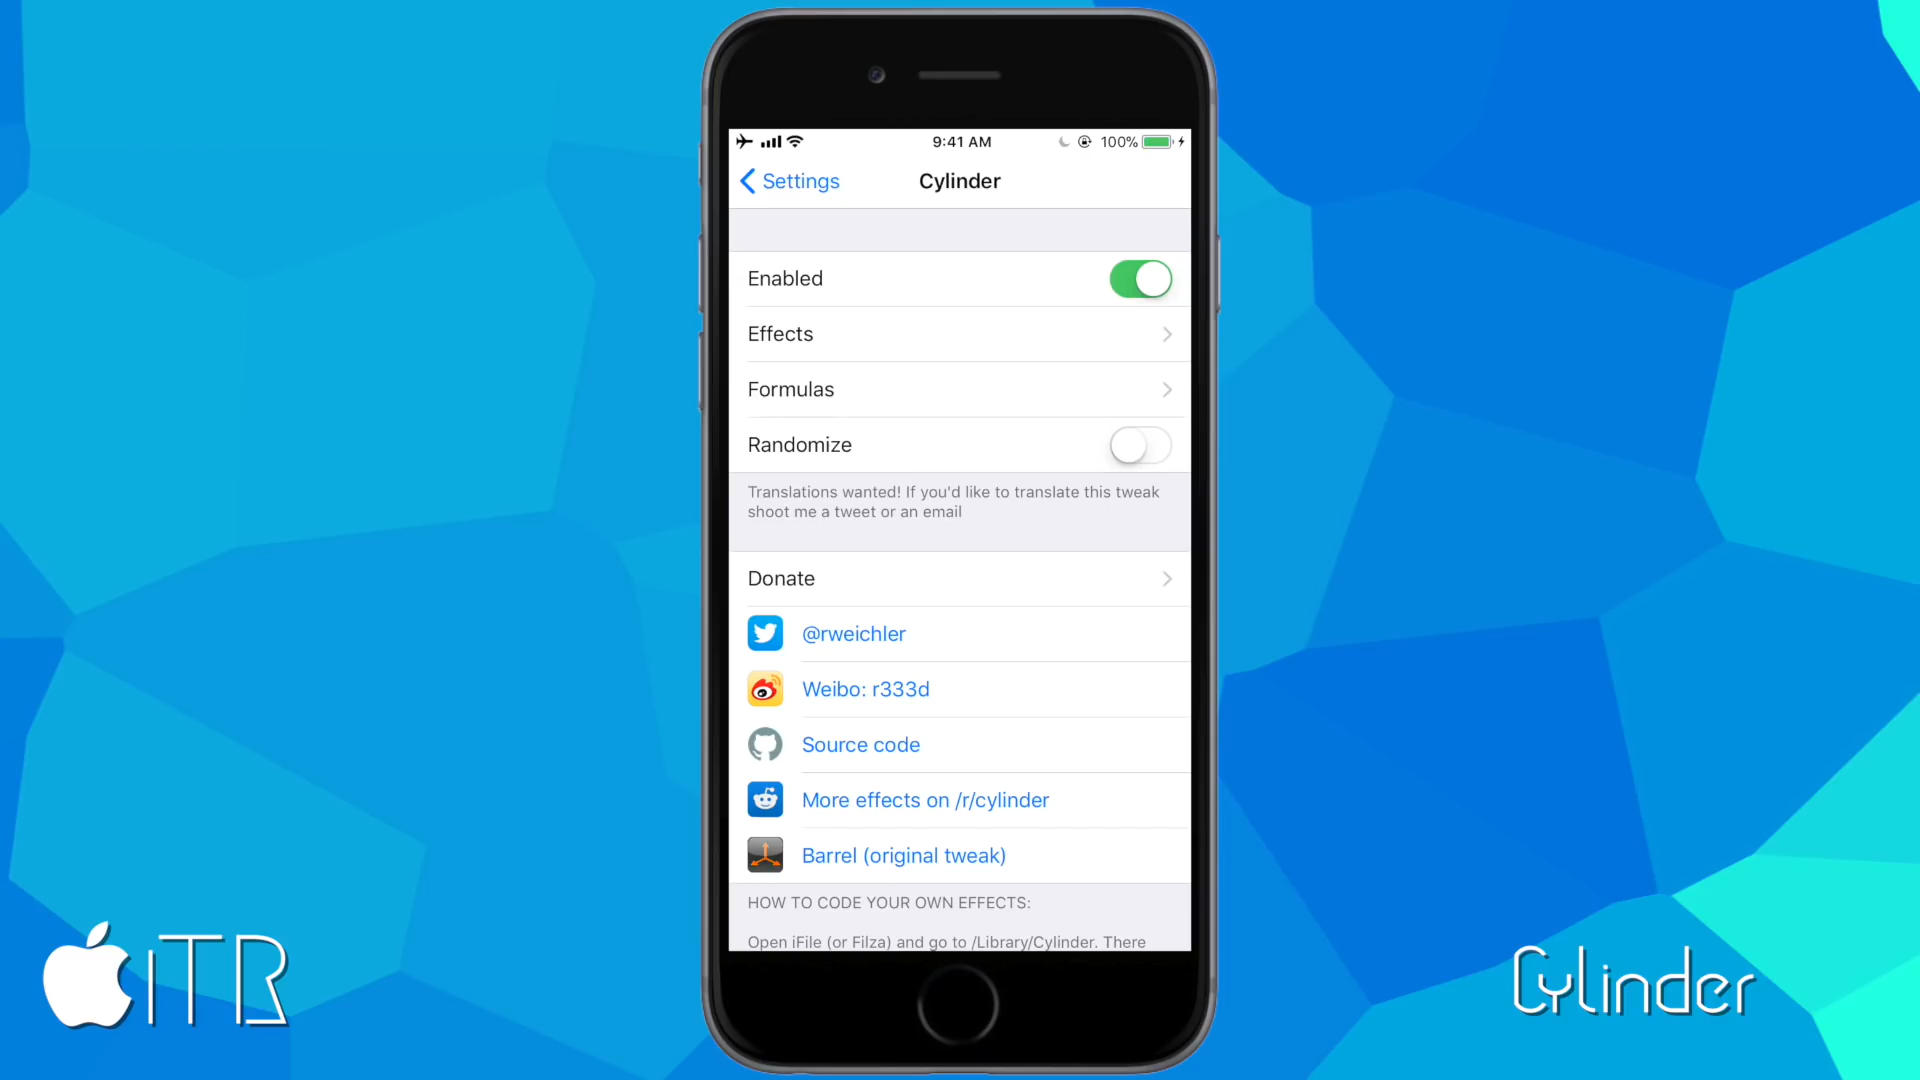 9:41 AM
100%
Settings
Cylinder
Enabled
Effects
Formulas
Randomize
Translations wanted! If you'd like to translate this tweak
shoot me a tweet or an email
Donate
@rweichler
Weibo: r333d
Source code
More effects on /r/cylinder
Barrel (original tweak)
HOW TO CODE YOUR OWN EFFECTS:
Open iFile (or Filza) and go to /Library/Cylinder. There
iTR
Cylinder